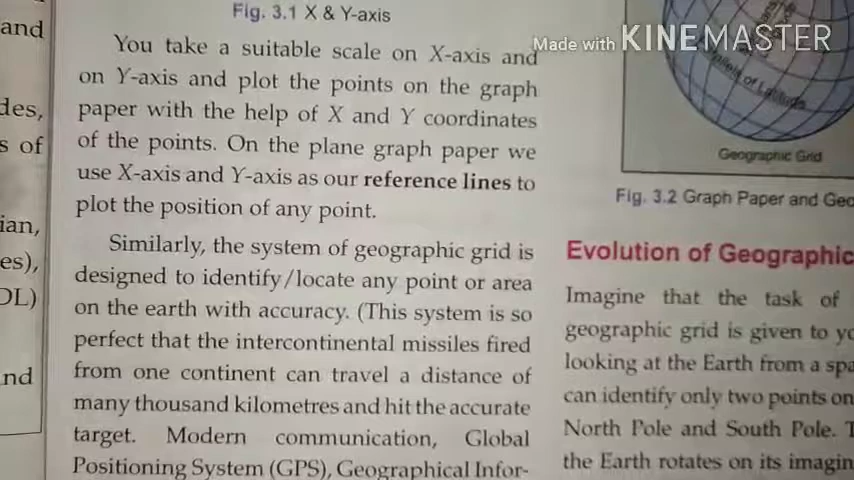 and
des,
s of
ian,
es),
OL)
nd
Fig. 3.1 X & Y-axis
You take a suitable scale on X-axis and
on Y-axis and plot the points on the graph
paper with the help of X and Y coordinates
of the points. On the plane graph paper we
use X-axis and Y-axis as our reference lines to
plot the position of any point.
Similarly, the system of geographic grid is
designed to identify/locate any point or area
on the earth with accuracy. (This system is so
perfect that the intercontinental missiles fired
from one continent can travel a distance of
many thousand kilometres and hit the accurate
target. Modern communication, Global
Positioning System (GPS), Geographical Infor-
Made with KINEMASTER
of Latitude
Geographic Grid
Fig. 3.2 Graph Paper and Geo
Evolution of Geographic
Imagine that the task of
geographic grid is given to yo
looking at the Earth from a spa
can identify only two points on
North Pole and South Pole. T
the Earth rotates on its imagin